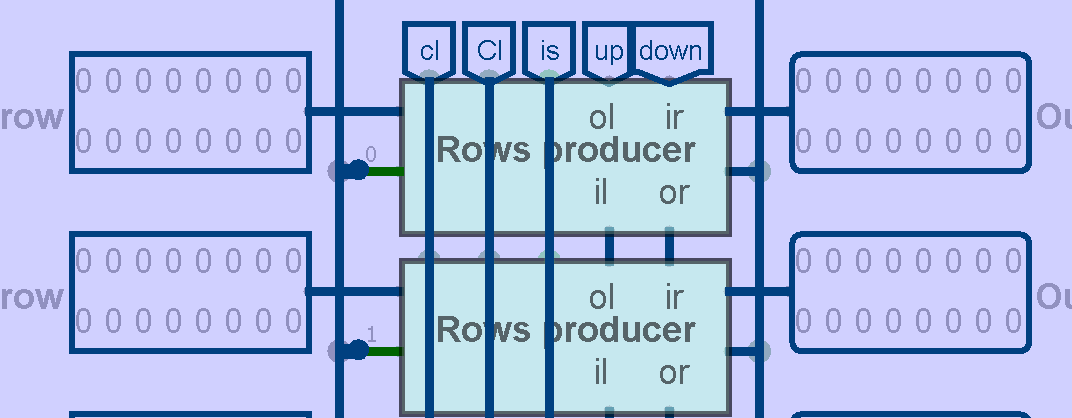 cl Cl is up down
0 0 0 0 0 0 0 0 ol ir 0 0 0 0 0 0 0 0
row Ou
0 0 0 0 0 0 0 0 0 Rows producer 0 0 0 0 0 0 0 0
il or
0 0 0 0 0 0 0 0 ol ir 0 0 0 0 0 0 0 0
row Ou
0 0 0 0 0 0 0 0 1 Rows producer 0 0 0 0 0 0 0 0
il or